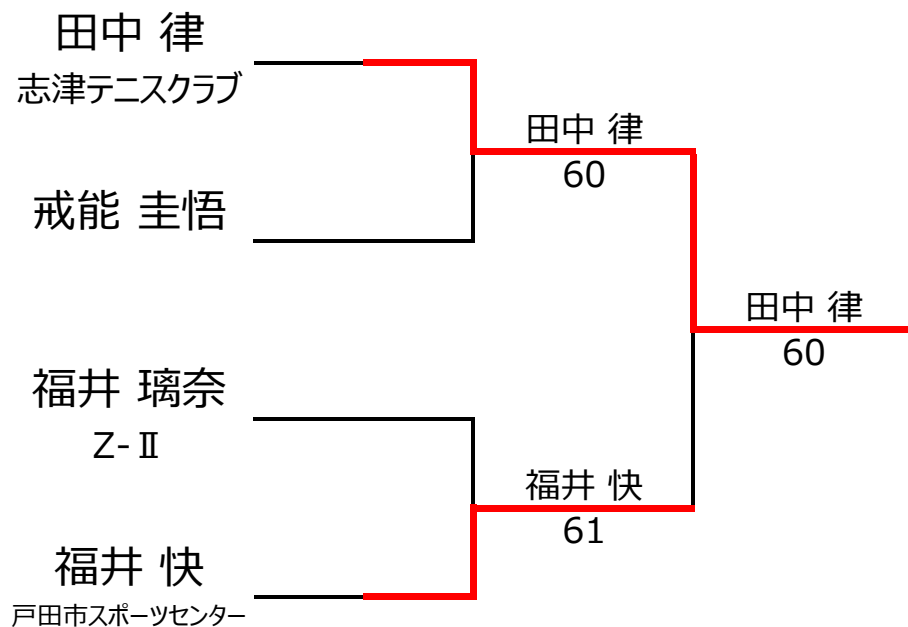 田中 律
志津テニスクラブ
戒能 圭悟
福井 璃奈
Z-Ⅱ
福井 快
戸田市スポーツセンター
田中 律
60
福井 快
61
田中 律
60